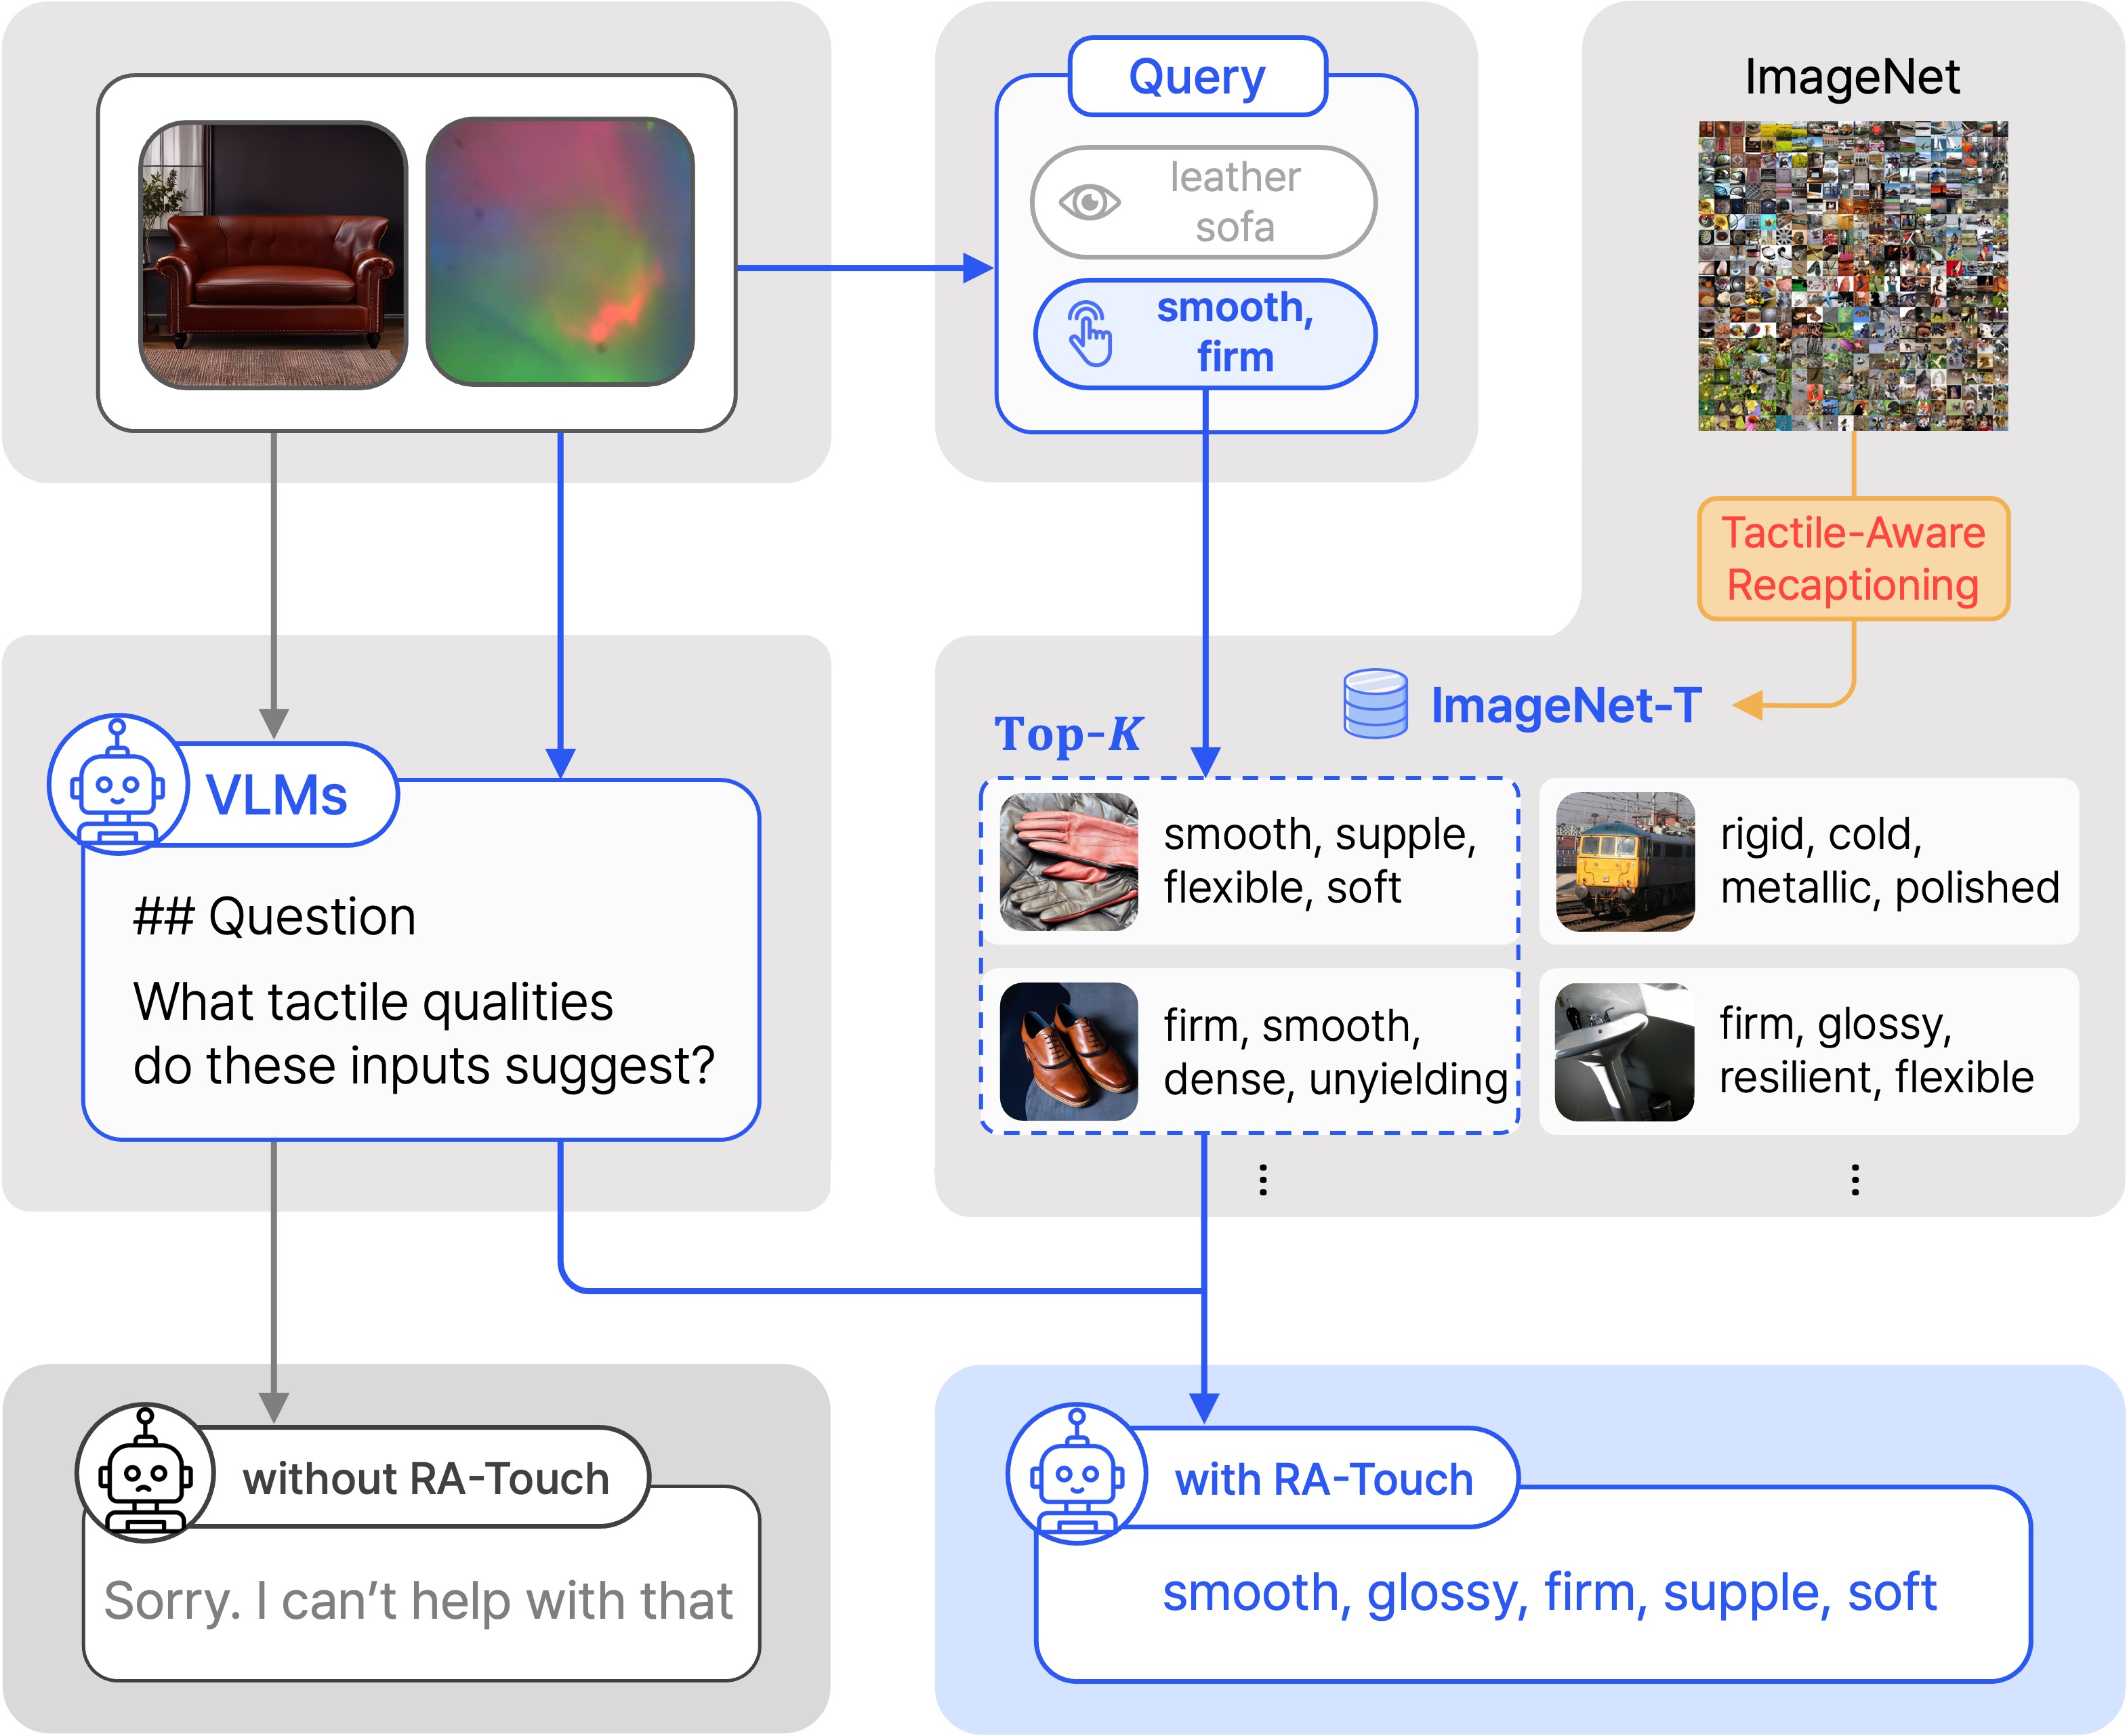 Query
leather
sofa
smooth,
firm
ImageNet
Tactile-Aware
Recaptioning
ImageNet-T
Top-K
VLMs
## Question
What tactile qualities
do these inputs suggest?
smooth, supple,
flexible, soft
rigid, cold,
metallic, polished
firm, smooth,
dense, unyielding
firm, glossy,
resilient, flexible
without RA-Touch
Sorry. I can’t help with that
with RA-Touch
smooth, glossy, firm, supple, soft